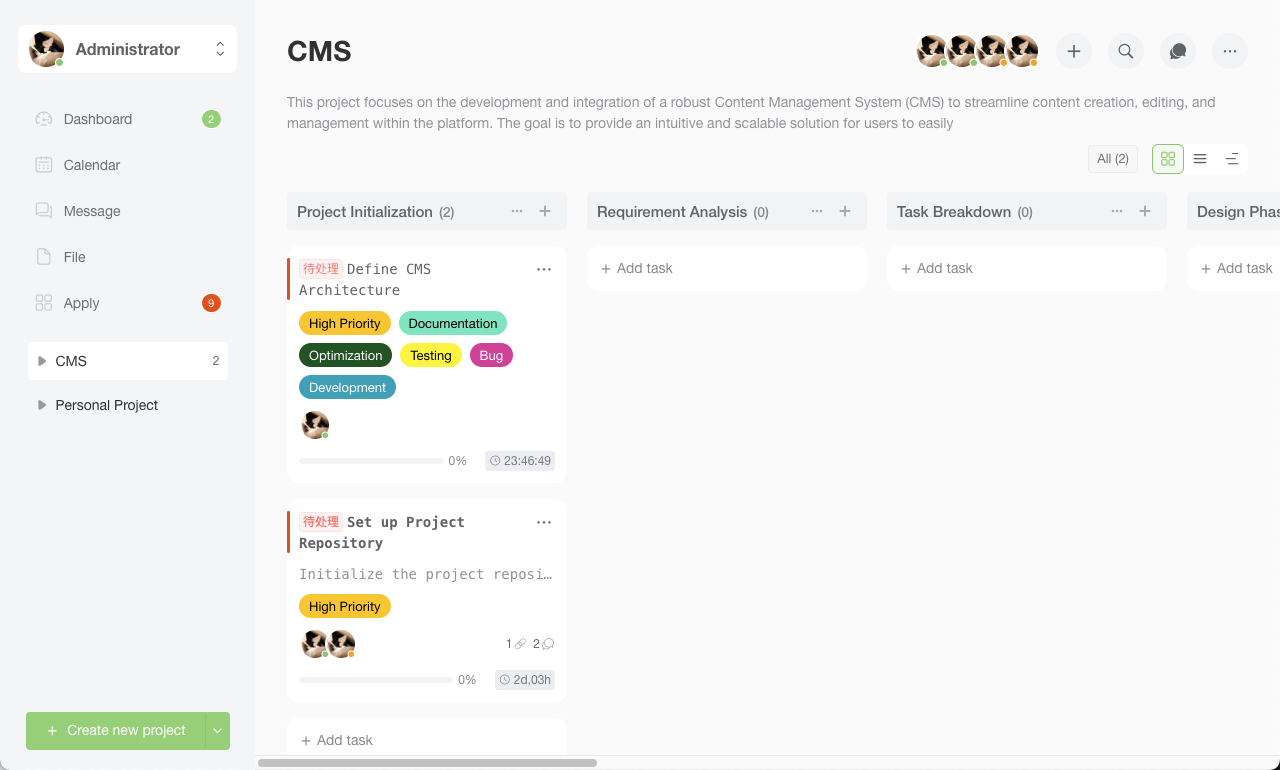 Administrator
Dashboard
2
Calendar
Message
File
Apply
9
CMS
2
Personal Project
+ Create new project
CMS
This project focuses on the development and integration of a robust Content Management System (CMS) to streamline content creation, editing, and
management within the platform. The goal is to provide an intuitive and scalable solution for users to easily
All (2)
Project Initialization (2)
待处理 Define CMS
Architecture
High Priority
Documentation
Optimization
Testing
Bug
Development
0%
23:46:49
待处理 Set up Project
Repository
Initialize the project reposi…
High Priority
1
2
0%
2d,03h
+ Add task
Requirement Analysis (0)
+ Add task
Task Breakdown (0)
+ Add task
Design Phas
+ Add task